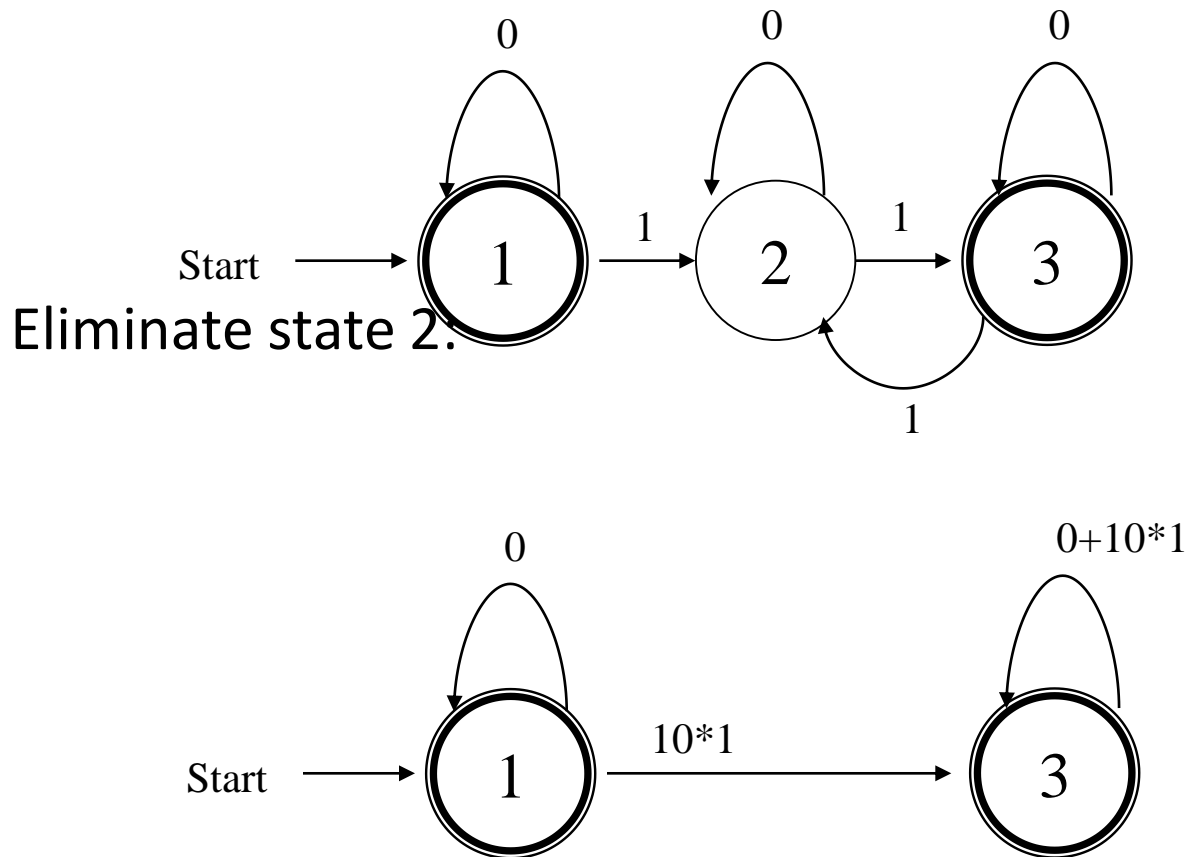 0 0 0
1 1
Start 1 2 3
Eliminate state 2:
1
0 0+10*1
10*1
Start 1 3